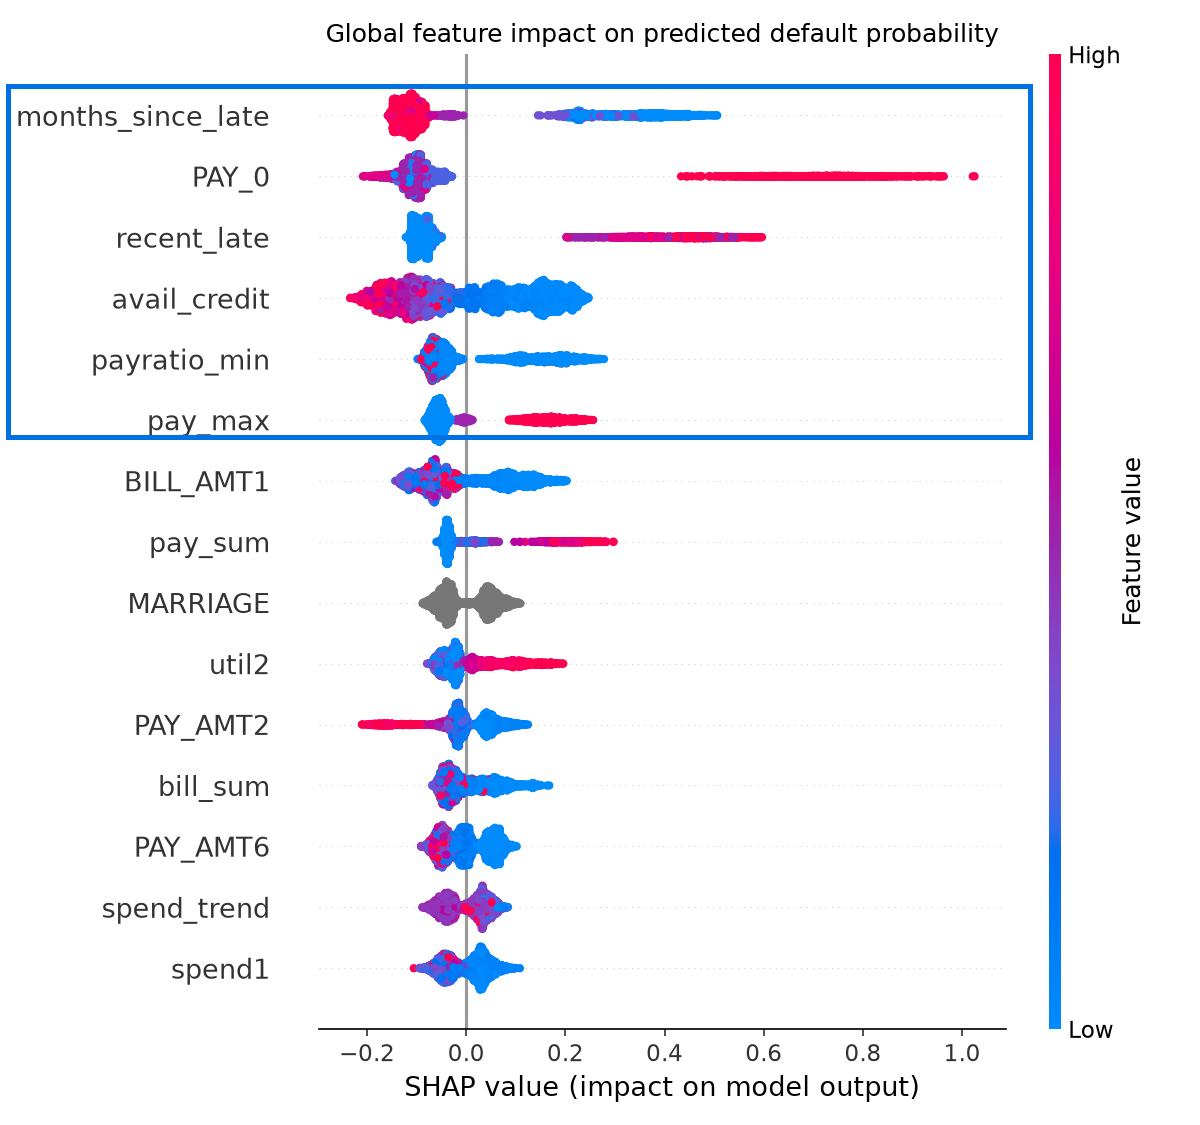 Global feature impact on predicted default probability
High
months_since_late
PAY_0
recent_late
avail_credit
payratio_min
pay_max
BILL_AMT1
pay_sum
MARRIAGE
util2
PAY_AMT2
bill_sum
PAY_AMT6
spend_trend
spend1
Feature value
Low
−0.2 0.0 0.2 0.4 0.6 0.8 1.0
SHAP value (impact on model output)